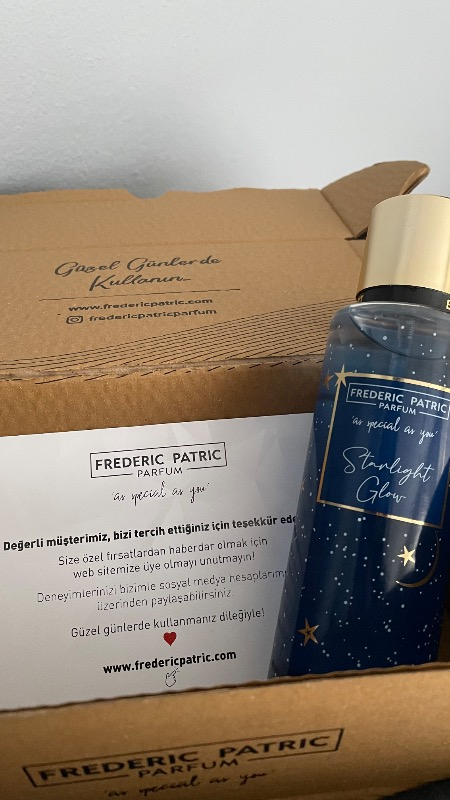 Güzel Günlerde
Kullanın...
www.fredericpatric.com
fredericpatricparfum
FREDERIC PATRIC
PARFUM
'as special as you'
Değerli müşterimiz, bizi tercih ettiğiniz için teşekkür ede
Size özel fırsatlardan haberdar olmak için
web sitemize üye olmayı unutmayın!
Deneyimlerinizi bizimle sosyal medya hesaplarım
üzerinden paylaşabilirsiniz.
Güzel günlerde kullanmanız dileğiyle!
www.fredericpatric.com
FREDERIC PATRIC
PARFUM
'as special as you'
Starlight
Glow
FREDERIC PATRIC
PARFUM
'as special as you'